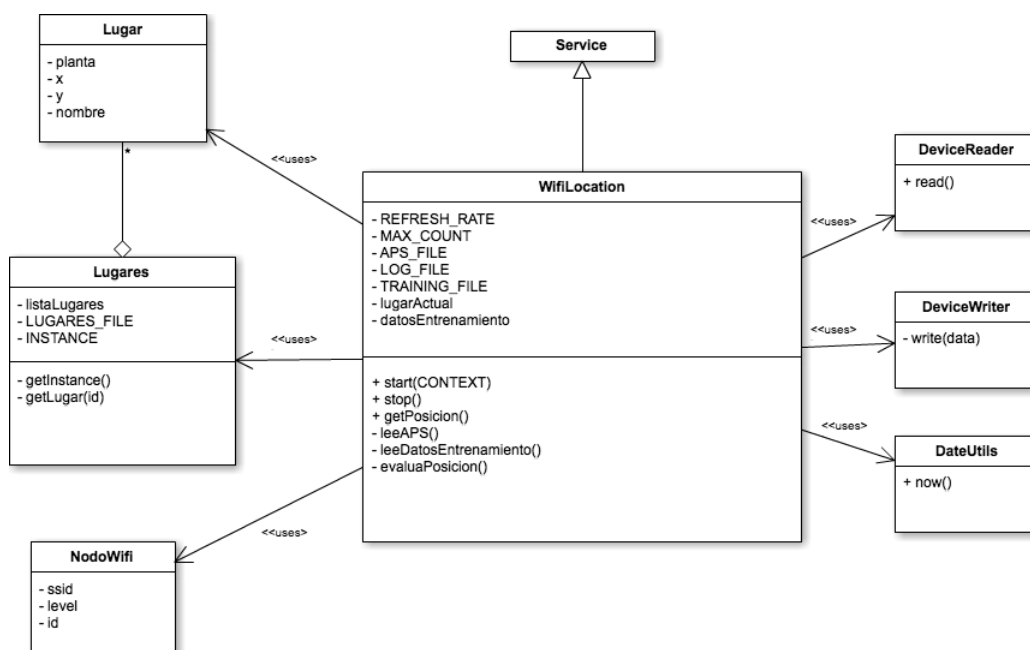 Lugar
- planta
- x
- y
- nombre
*
Service
<<uses>
WifiLocation
- REFRESH_RATE
- MAX_COUNT
- APS_FILE
- LOG_FILE
- TRAINING_FILE
- lugarActual
- datosEntrenamiento
+ start(CONTEXT)
+ stop()
+ getPosicion()
- leeAPS()
- leeDatosEntrenamiento()
- evaluaPosicion()
DeviceReader
+ read()
<<uses>
Lugares
- listaLugares
- LUGARES_FILE
- INSTANCE
- getInstance()
- getLugar(id)
<<uses>
DeviceWriter
- write(data)
<<uses>
DateUtils
+ now()
<<uses>
NodoWifi
- ssid
- level
- id
<<uses>